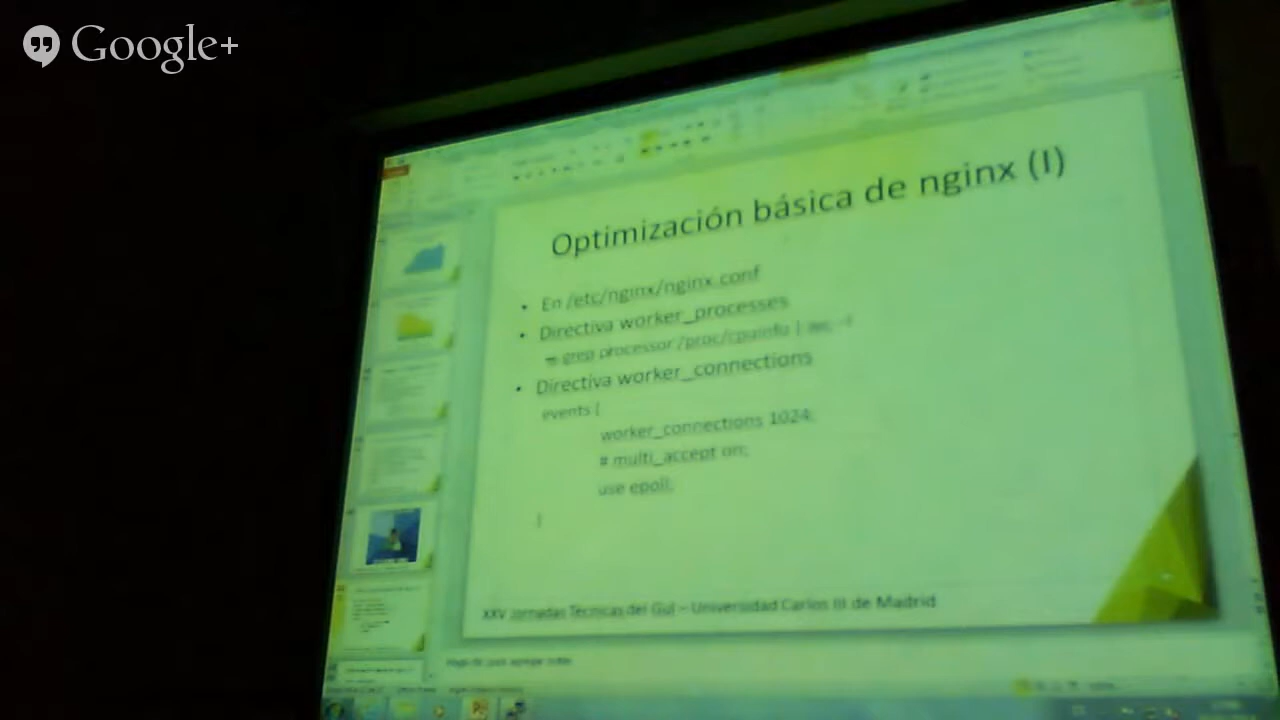 Google+
Optimización básica de nginx (I)
• En /etc/nginx/nginx.conf
• Directiva worker_processes
– grep processor /proc/cpuinfo | wc -l
• Directiva worker_connections
events {
worker_connections 1024;
# multi_accept on;
use epoll;
}
XXV Jornadas Técnicas del Gul – Universidad Carlos III de Madrid